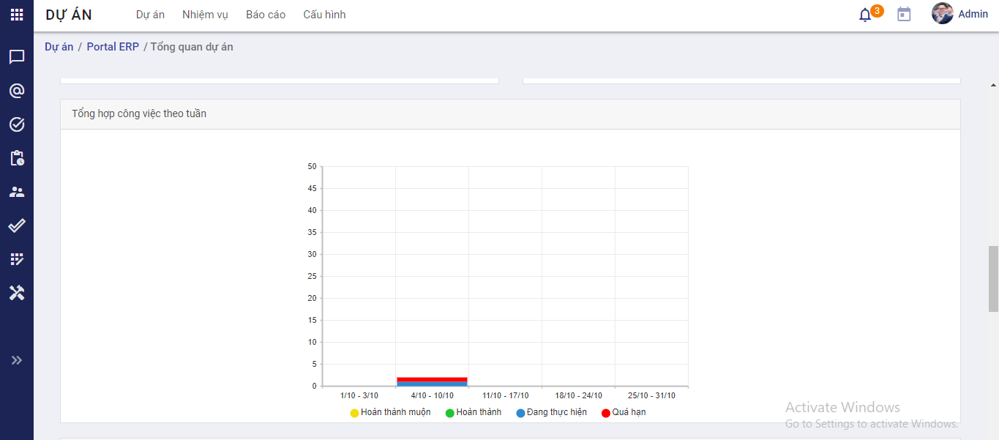 DỰ ÁN Dự án Nhiệm vụ Báo cáo Cấu hình 3 Admin
Dự án / Portal ERP / Tổng quan dự án
Tổng hợp công việc theo tuần
50
45
40
35
30
25
20
15
10
5
0
1/10 - 3/10 4/10 - 10/10 11/10 - 17/10 18/10 - 24/10 25/10 - 31/10
Hoàn thành muộn Hoàn thành Đang thực hiện Quá hạn
Activate Windows
Go to Settings to activate Windows.